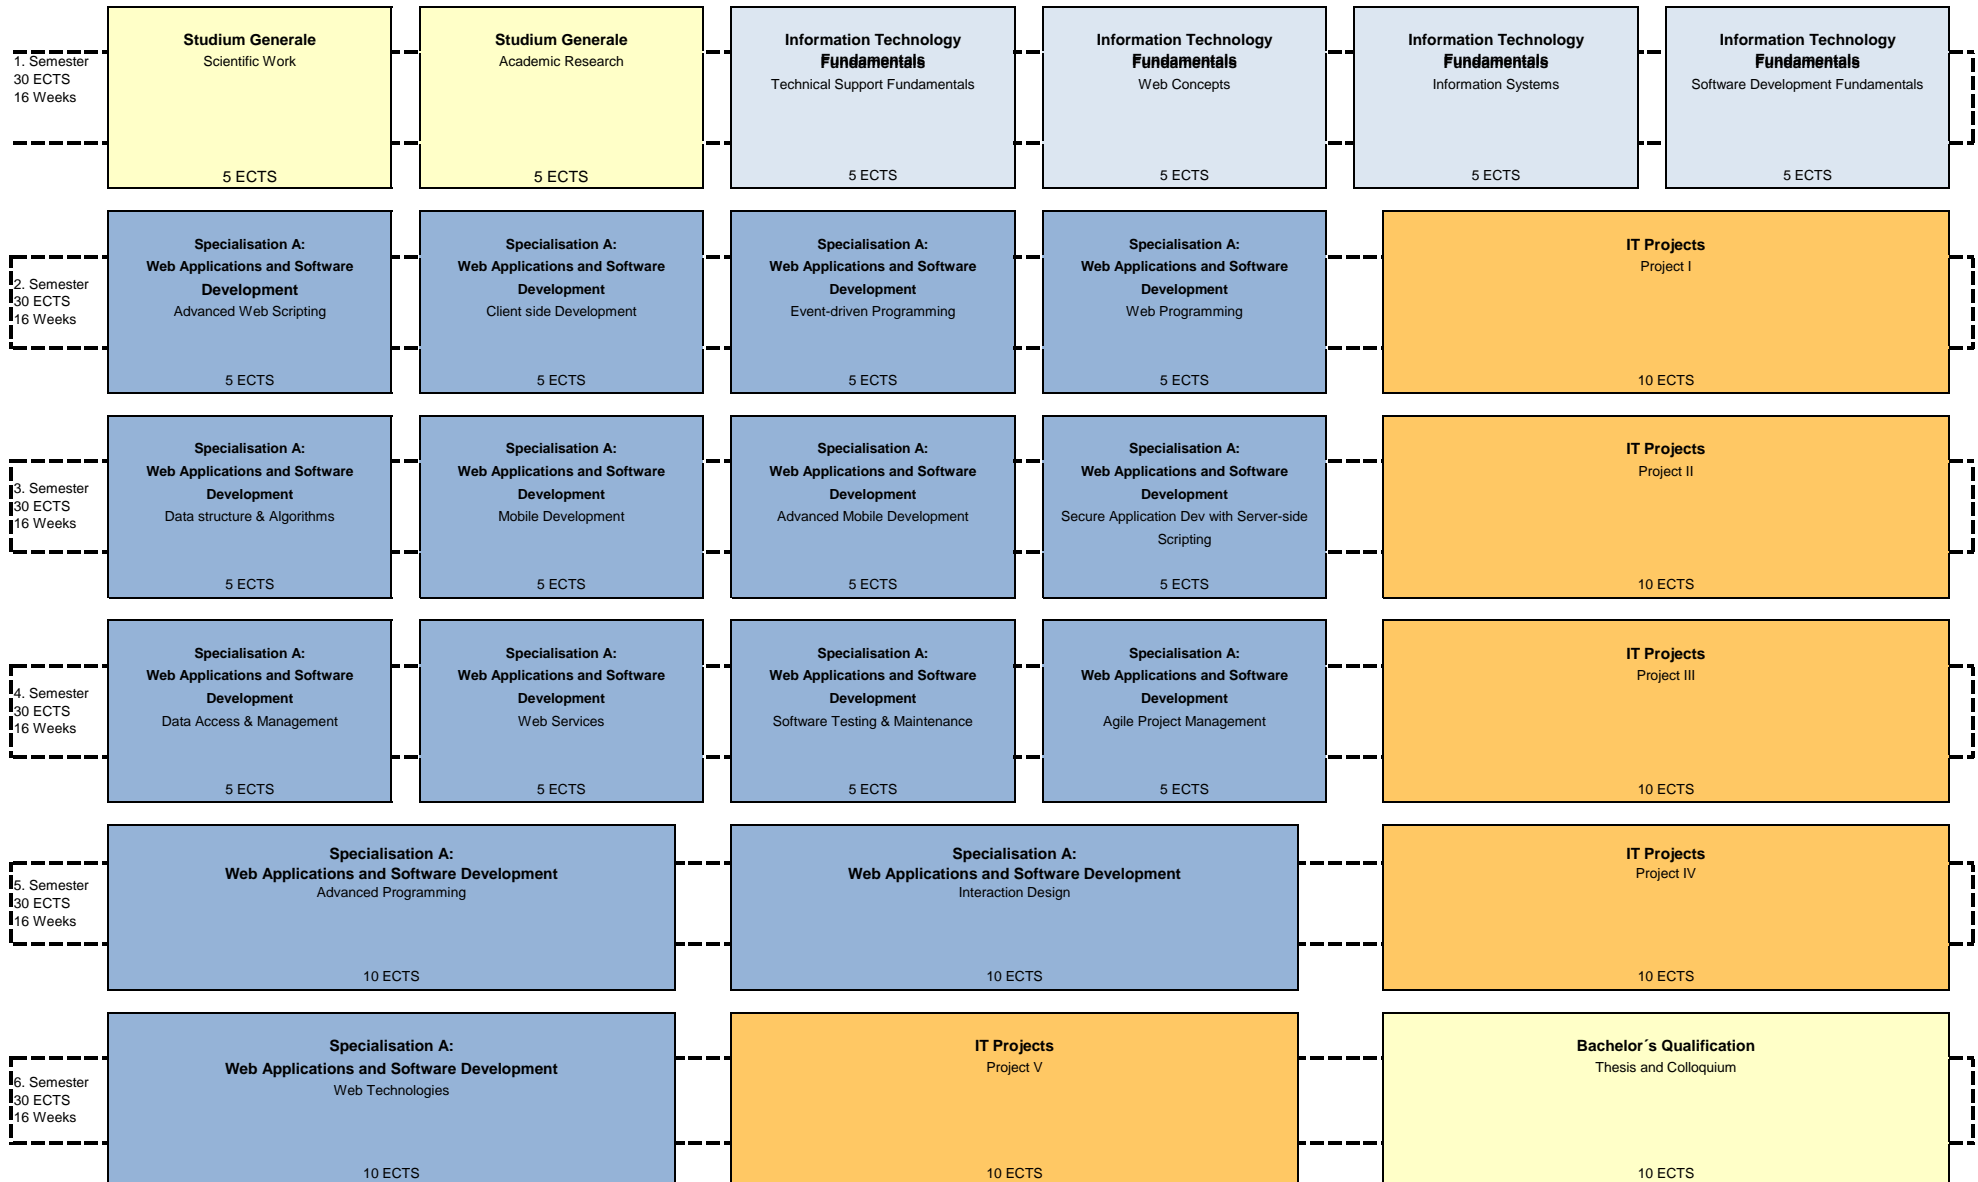 1. Semester
30 ECTS
16 Weeks
Studium Generale
Scientific Work
5 ECTS
Studium Generale
Academic Research
5 ECTS
Information Technology
Fundamentals
Technical Support Fundamentals
5 ECTS
Information Technology
Fundamentals
Web Concepts
5 ECTS
Information Technology
Fundamentals
Information Systems
5 ECTS
Information Technology
Fundamentals
Software Development Fundamentals
5 ECTS
2. Semester
30 ECTS
16 Weeks
Specialisation A:
Web Applications and Software
Development
Advanced Web Scripting
5 ECTS
Specialisation A:
Web Applications and Software
Development
Client side Development
5 ECTS
Specialisation A:
Web Applications and Software
Development
Event-driven Programming
5 ECTS
Specialisation A:
Web Applications and Software
Development
Web Programming
5 ECTS
IT Projects
Project I
10 ECTS
3. Semester
30 ECTS
16 Weeks
Specialisation A:
Web Applications and Software
Development
Data structure & Algorithms
5 ECTS
Specialisation A:
Web Applications and Software
Development
Mobile Development
5 ECTS
Specialisation A:
Web Applications and Software
Development
Advanced Mobile Development
5 ECTS
Specialisation A:
Web Applications and Software
Development
Secure Application Dev with Server-side
Scripting
5 ECTS
IT Projects
Project II
10 ECTS
4. Semester
30 ECTS
16 Weeks
Specialisation A:
Web Applications and Software
Development
Data Access & Management
5 ECTS
Specialisation A:
Web Applications and Software
Development
Web Services
5 ECTS
Specialisation A:
Web Applications and Software
Development
Software Testing & Maintenance
5 ECTS
Specialisation A:
Web Applications and Software
Development
Agile Project Management
5 ECTS
IT Projects
Project III
10 ECTS
5. Semester
30 ECTS
16 Weeks
Specialisation A:
Web Applications and Software Development
Advanced Programming
10 ECTS
Specialisation A:
Web Applications and Software Development
Interaction Design
10 ECTS
IT Projects
Project IV
10 ECTS
6. Semester
30 ECTS
16 Weeks
Specialisation A:
Web Applications and Software Development
Web Technologies
10 ECTS
IT Projects
Project V
10 ECTS
Bachelor´s Qualification
Thesis and Colloquium
10 ECTS